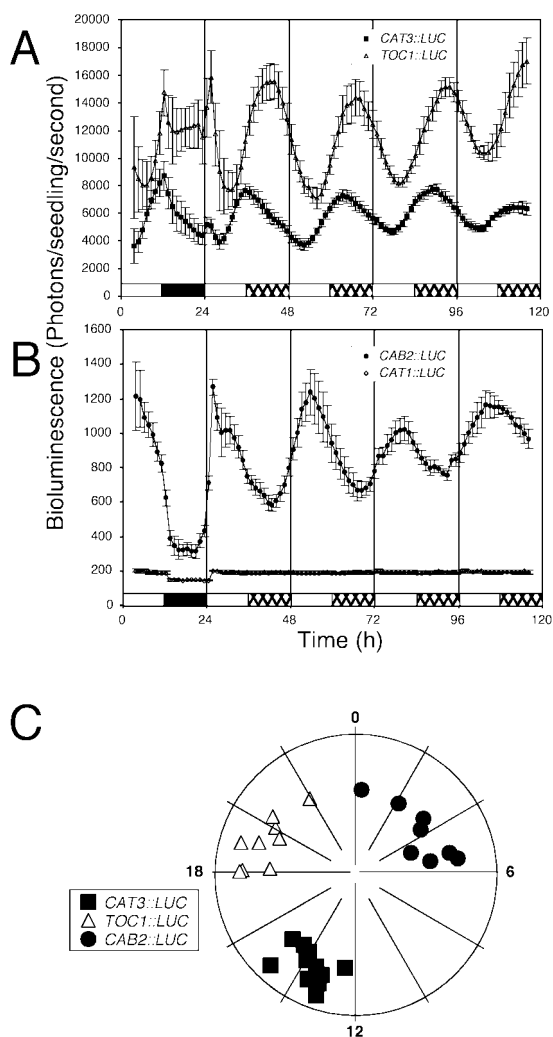 A
20000
18000
16000
14000
12000
10000
8000
6000
4000
2000
0
CAT3::LUC
TOC1::LUC
0 24 48 72 96 120
Bioluminescence (Photons/seedling/second)
B
1600
1400
1200
1000
800
600
400
200
0
CAB2::LUC
CAT1::LUC
0 24 48 72 96 120
Time (h)
C
0
6
12
18
CAT3::LUC
TOC1::LUC
CAB2::LUC